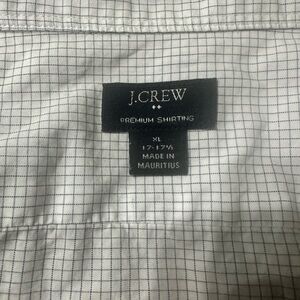 J.CREW
PREMIUM SHIRTING
XL
17-17½
MADE IN
MAURITIUS